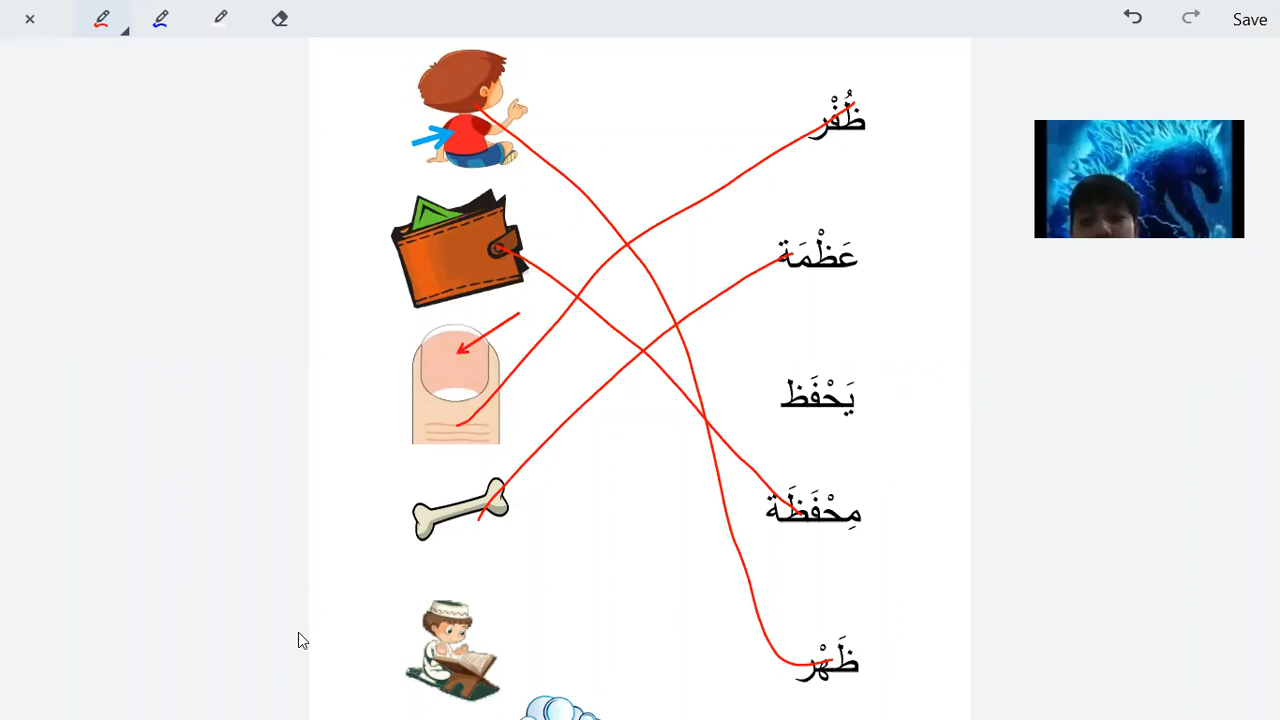 Save
ظُفْر
عَظْمَة
يَحْفَظ
مِحْفَظَة
ظَهْر